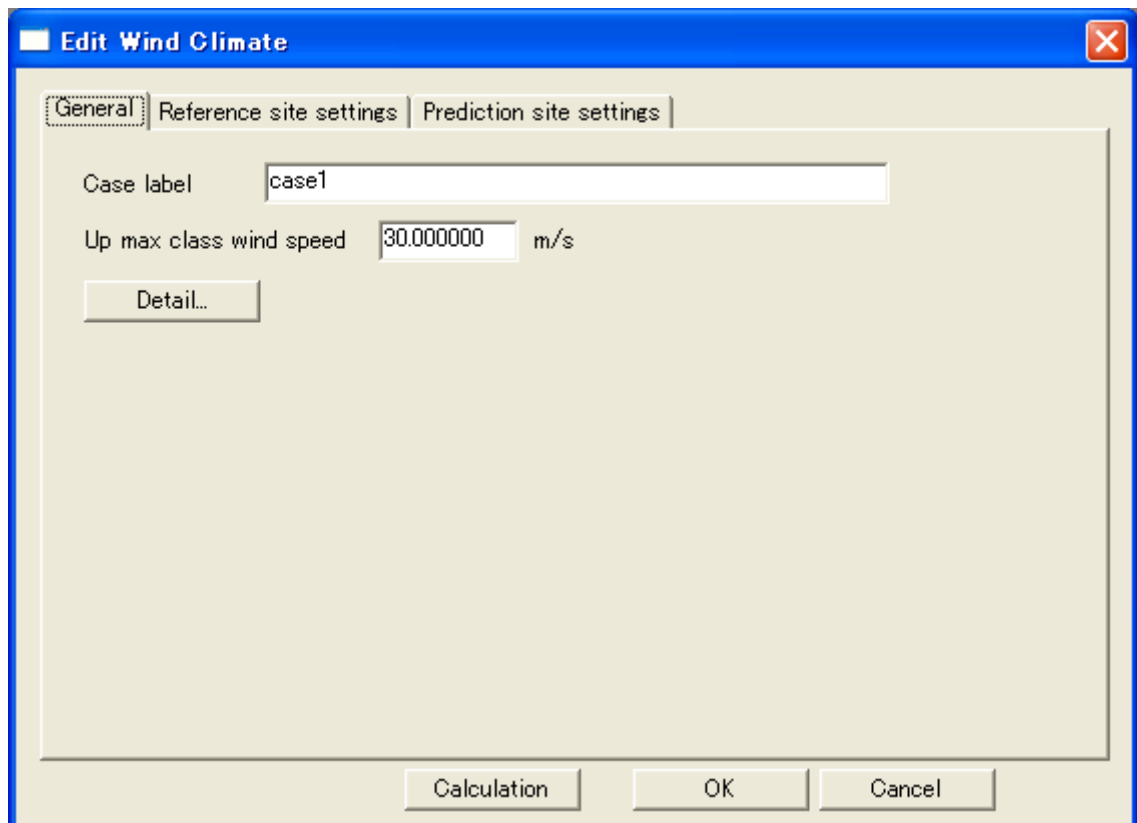 Edit Wind Climate
General Reference site settings Prediction site settings
Case label case1
Up max class wind speed 30.000000 m/s
Detail...
Calculation OK Cancel